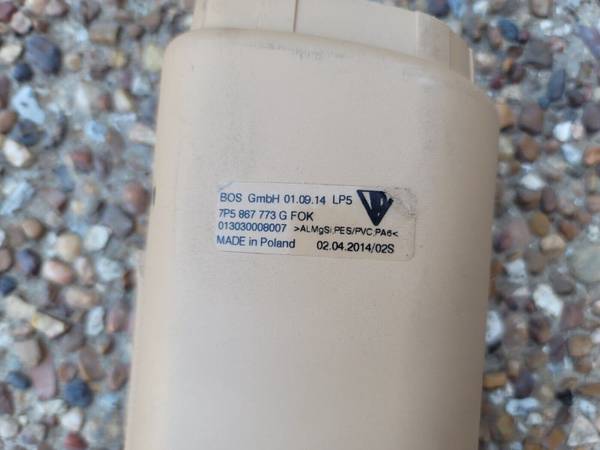 BOS GmbH 01.09.14 LP5
7P5 867 773 G FOK
013030008007 >ALMgSi,PES/PVC,PA6<
MADE in Poland 02.04.2014/02S